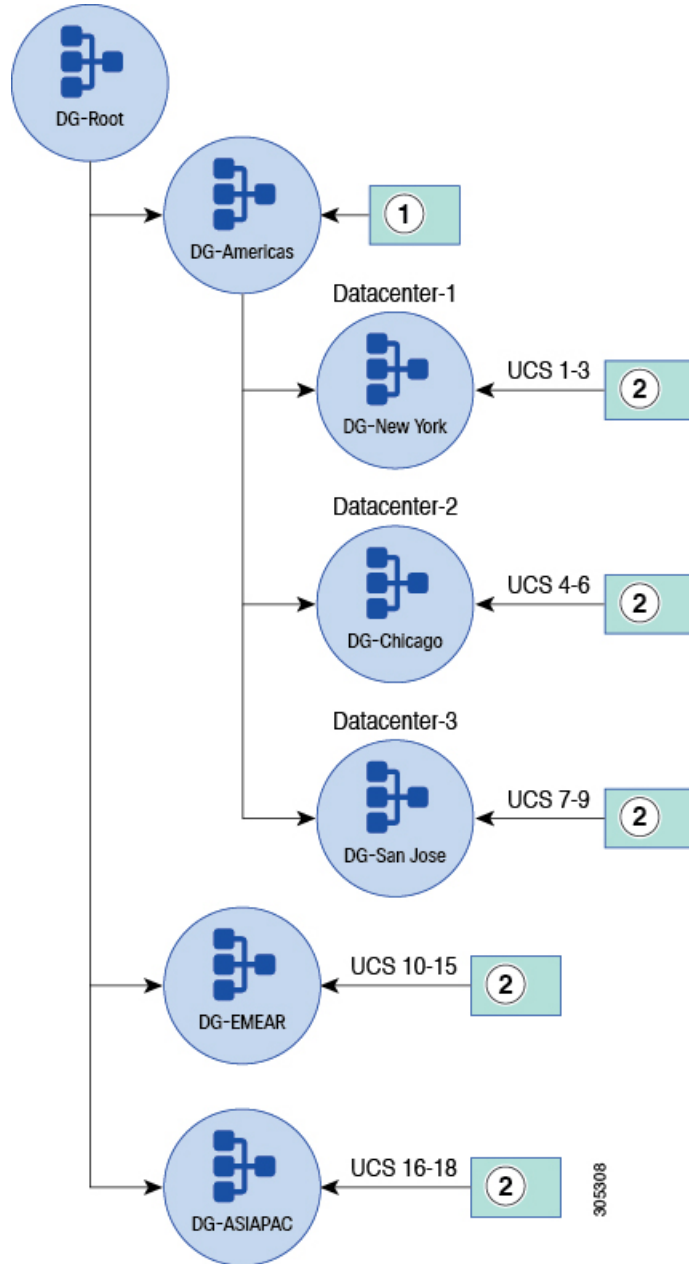 DG-Root
DG-Americas
1
Datacenter-1
DG-New York
UCS 1-3
2
Datacenter-2
DG-Chicago
UCS 4-6
2
Datacenter-3
DG-San Jose
UCS 7-9
2
DG-EMEAR
UCS 10-15
2
DG-ASIAPAC
UCS 16-18
2
305308